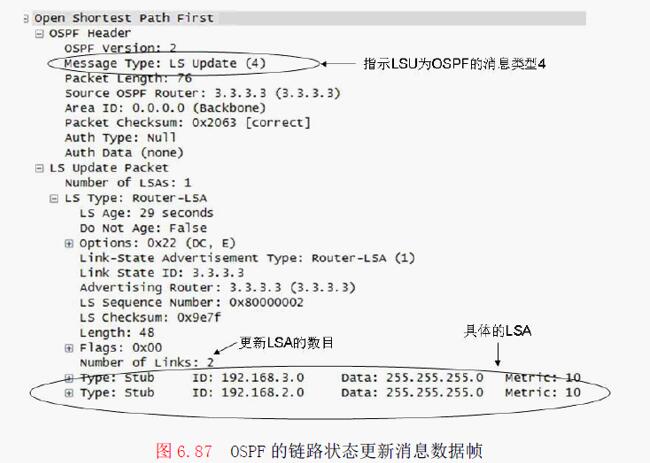 Open Shortest Path First
OSPF Header
OSPF Version: 2
Message Type: LS Update (4)
指示LSU为OSPF的消息类型4
Packet Length: 76
Source OSPF Router: 3.3.3.3 (3.3.3.3)
Area ID: 0.0.0.0 (Backbone)
Packet Checksum: 0x2063 [correct]
Auth Type: Null
Auth Data (none)
LS Update Packet
Number of LSAs: 1
LS Type: Router-LSA
LS Age: 29 seconds
Do Not Age: False
Options: 0x22 (DC, E)
Link-State Advertisement Type: Router-LSA (1)
Link State ID: 3.3.3.3
Advertising Router: 3.3.3.3 (3.3.3.3)
LS Sequence Number: 0x80000002
LS Checksum: 0x9e7f
Length: 48
更新LSA的数目
具体的LSA
Flags: 0x00
Number of Links: 2
Type: Stub ID: 192.168.3.0 Data: 255.255.255.0 Metric: 10
Type: Stub ID: 192.168.2.0 Data: 255.255.255.0 Metric: 10
图 6.87 OSPF 的链路状态更新消息数据帧